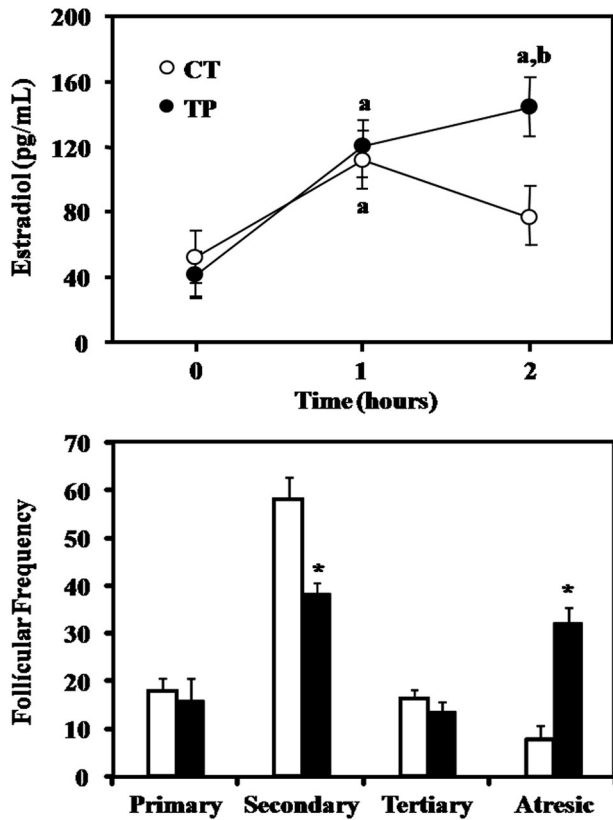 200
160
120
80
40
0
Estradiol (pg/mL)
CT
TP
a
a
a,b
0 1 2
Time (hours)
70
60
50
40
30
20
10
0
Follícular Frequency
*
*
Primary Secondary Tertiary Atresic